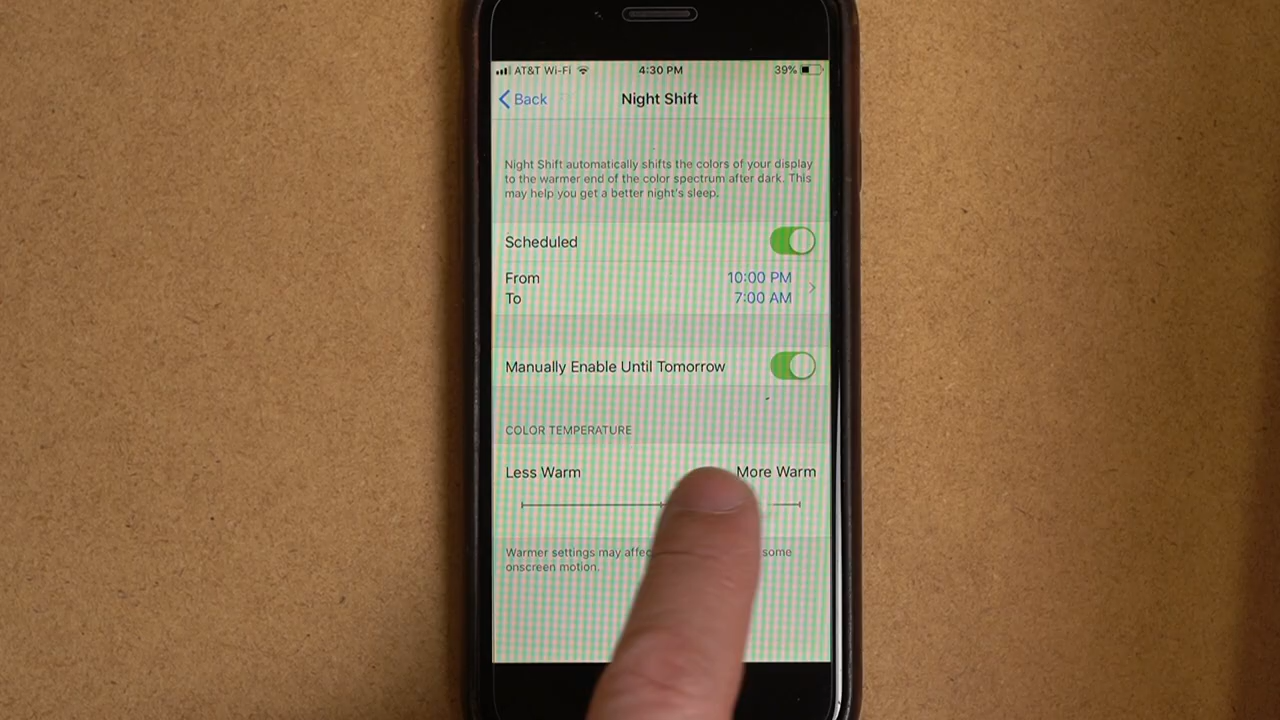 AT&T Wi-Fi 4:30 PM 39%
Back Night Shift
Night Shift automatically shifts the colors of your display
to the warmer end of the color spectrum after dark. This
may help you get a better night's sleep.
Scheduled
From 10:00 PM
To 7:00 AM
Manually Enable Until Tomorrow
COLOR TEMPERATURE
Less Warm More Warm
Warmer settings may some
onscreen motion.